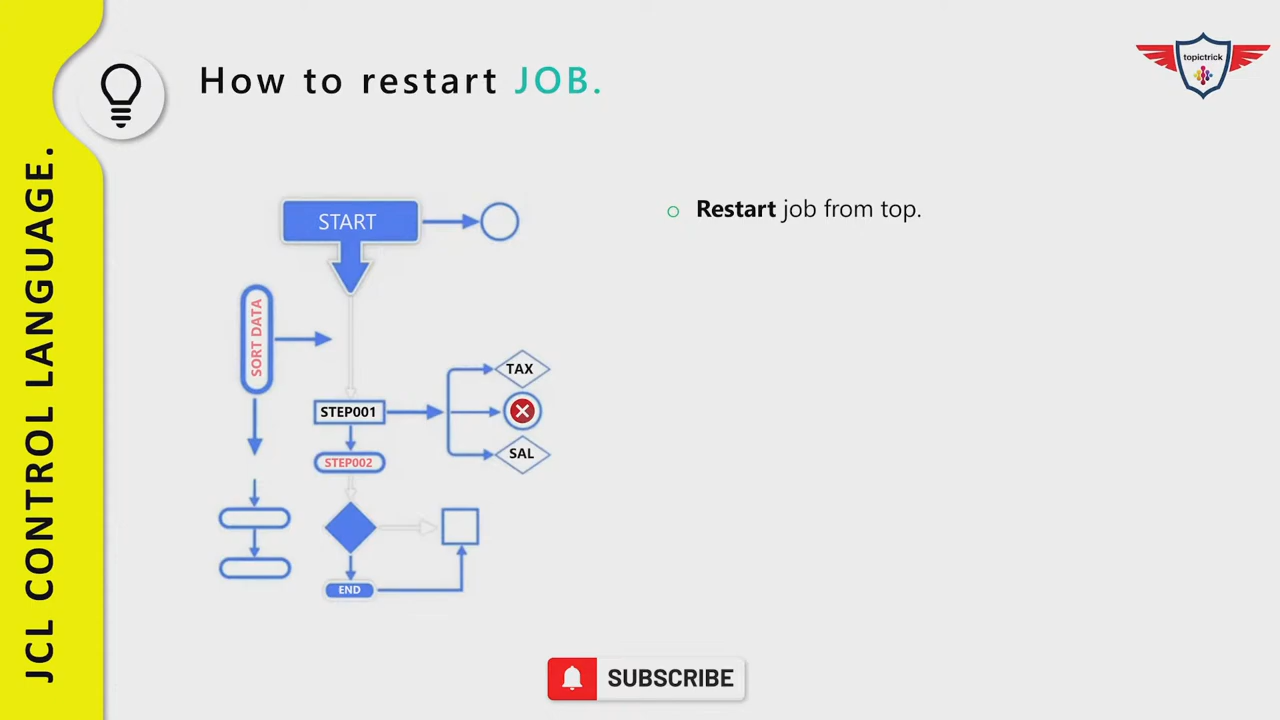 JCL CONTROL LANGUAGE.
How to restart JOB.
topictrick
Restart job from top.
START
SORT DATA
TAX
STEP001
SAL
STEP002
END
SUBSCRIBE